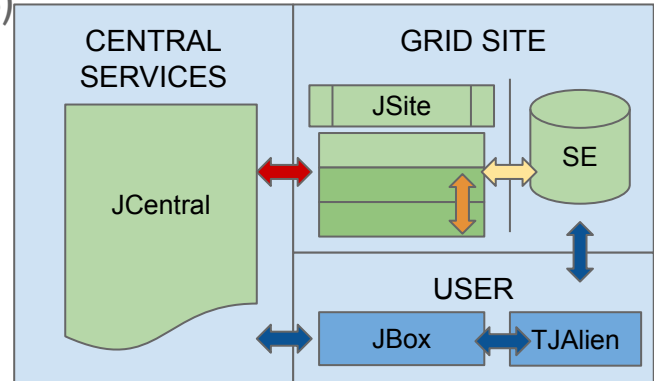 )
CENTRAL
SERVICES
JCentral
GRID SITE
JSite
SE
USER
JBox
TJAlien